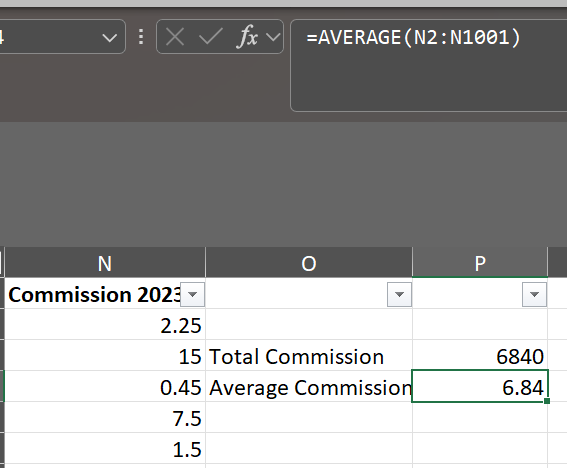 fx =AVERAGE(N2:N1001)
N O P
Commission 2023
2.25
15 Total Commission 6840
0.45 Average Commission 6.84
7.5
1.5